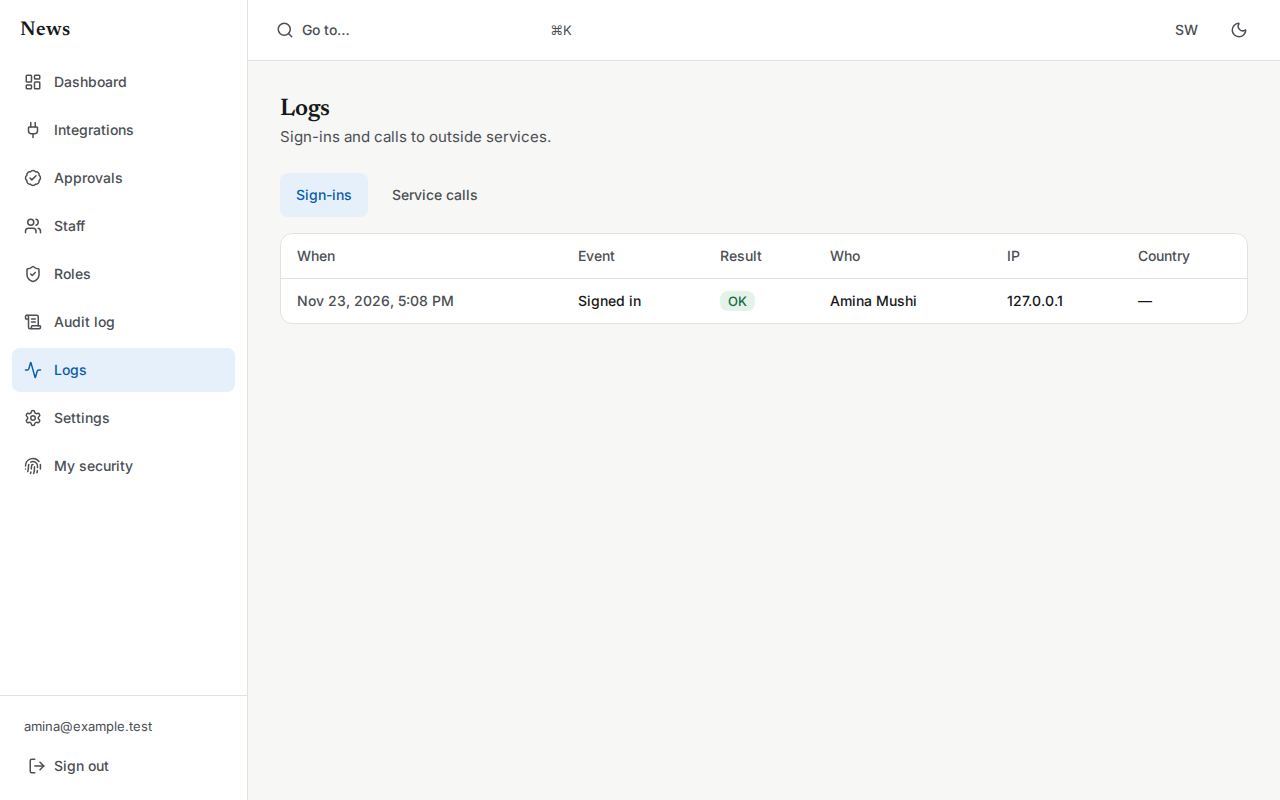 News
Go to...
⌘K
SW
Dashboard
Integrations
Approvals
Staff
Roles
Audit log
Logs
Settings
My security
amina@example.test
Sign out
Logs
Sign-ins and calls to outside services.
Sign-ins Service calls
When Event Result Who IP Country
Nov 23, 2026, 5:08 PM Signed in OK Amina Mushi 127.0.0.1 —